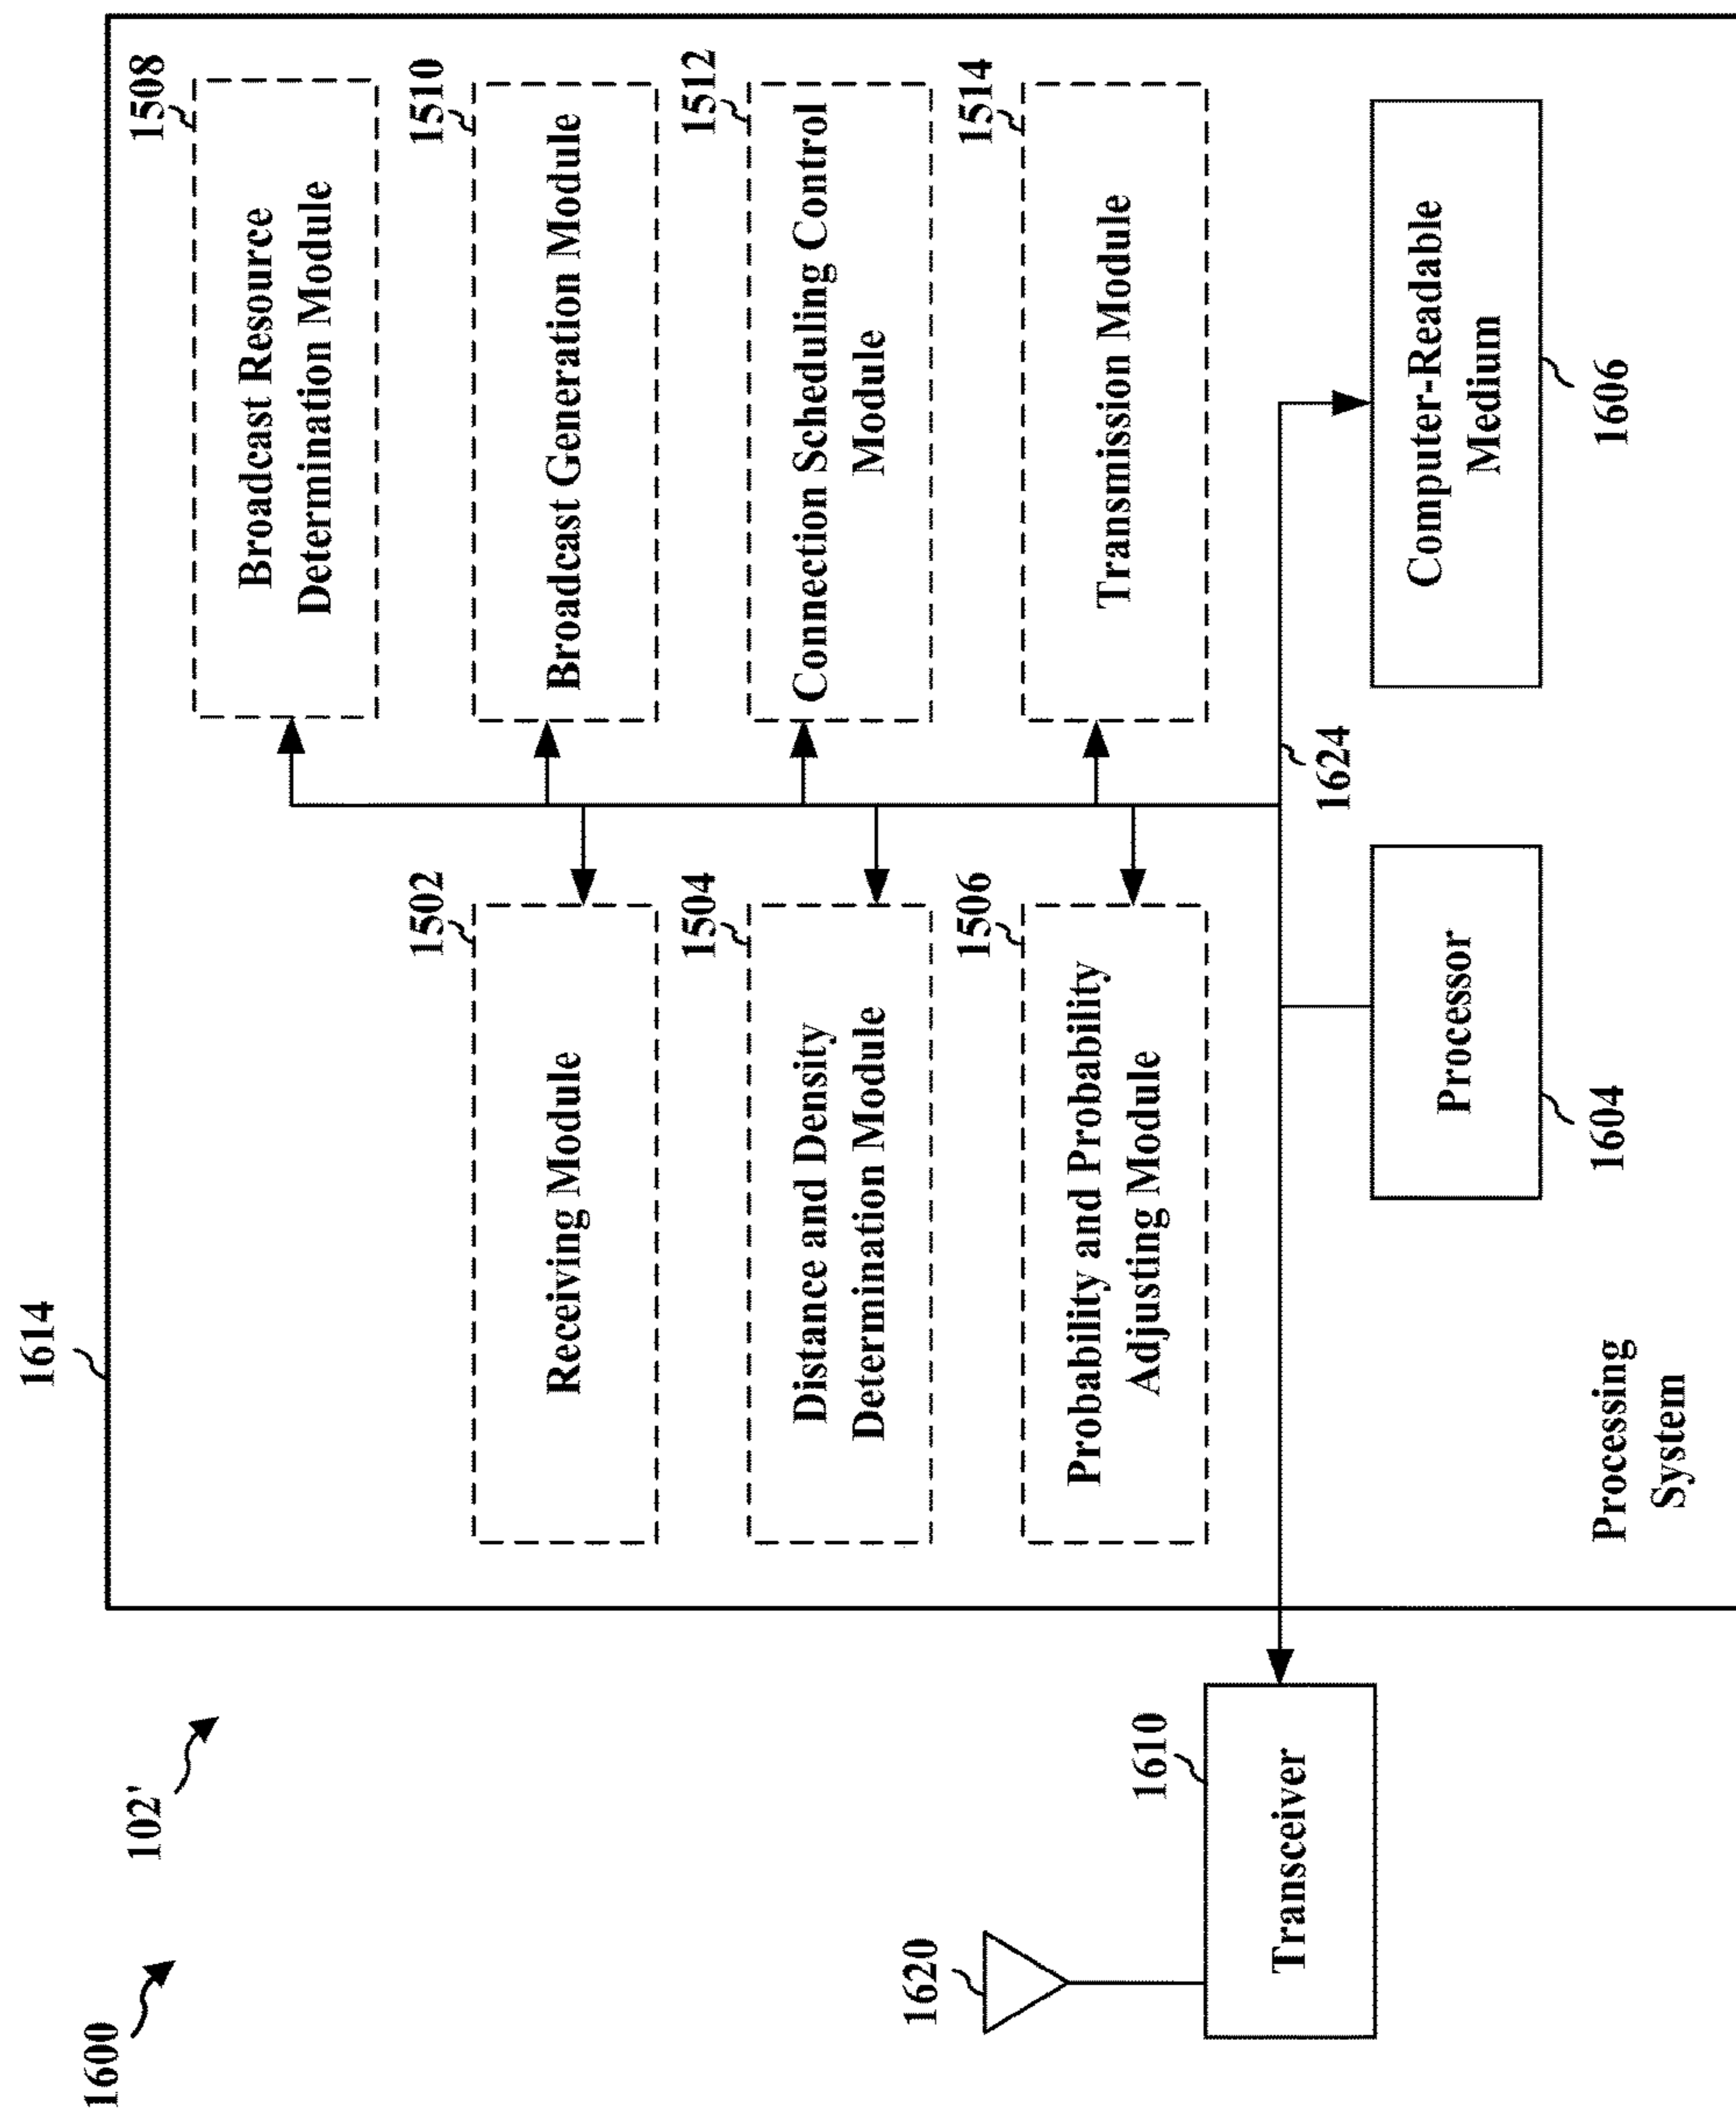 1600
102'
1614
1508
Broadcast Resource
Determination Module
1502
Receiving Module
1510
Broadcast Generation Module
1504
Distance and Density
Determination Module
1512
Connection Scheduling Control
Module
1506
Probability and Probability
Adjusting Module
1514
Transmission Module
1620
1610
Transceiver
1624
Processor
1604
Computer-Readable
Medium
1606
Processing
System